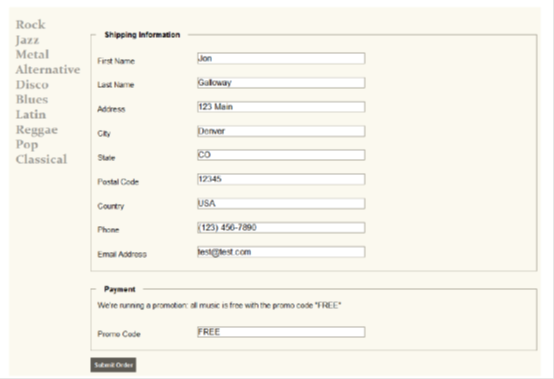 Rock
Jazz
Metal
Alternative
Disco
Blues
Latin
Reggae
Pop
Classical
Shipping Information
First Name Jon
Last Name Galloway
Address 123 Main
City Denver
State CO
Postal Code 12345
Country USA
Phone (123) 456-7890
Email Address test@test.com
Payment
We're running a promotion: all music is free with the promo code "FREE"
Promo Code FREE
Submit Order